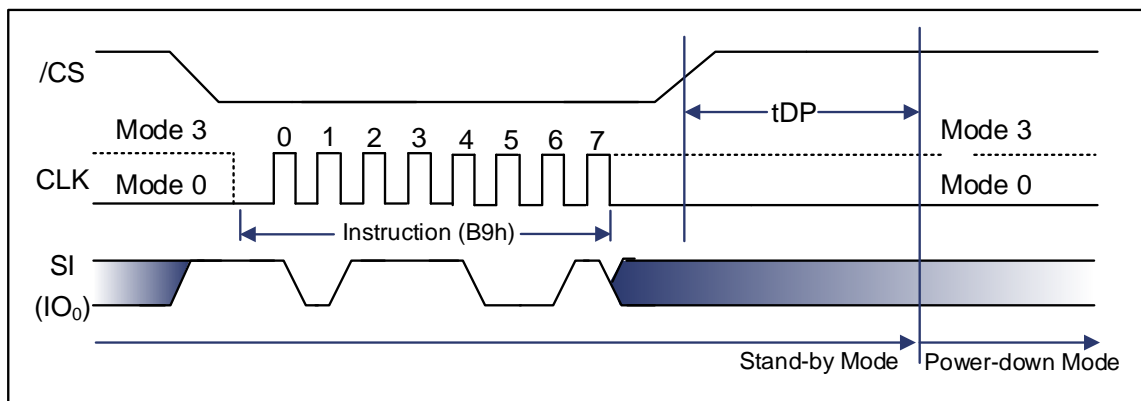 /CS
tDP
Mode 3
0 1 2 3 4 5 6 7
Mode 3
CLK
Mode 0
Mode 0
Instruction (B9h)
SI
(IO₀)
Stand-by Mode
Power-down Mode